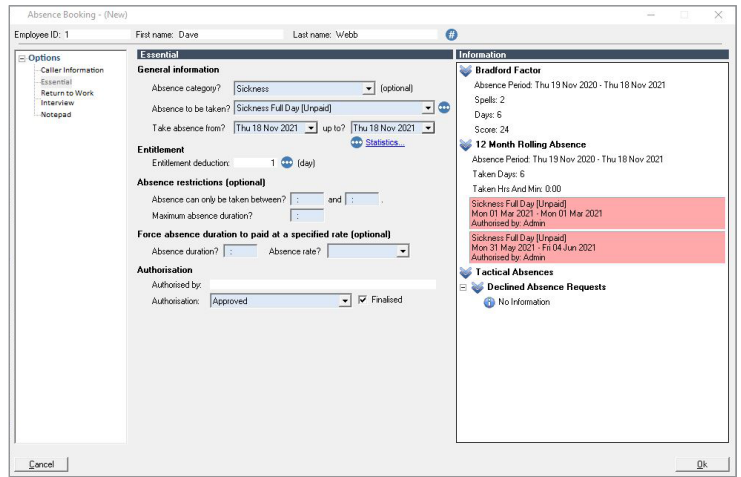 Absence Booking - (New)
Employee ID: 1 First name: Dave Last name: Webb #
Options
Caller Information
Essential
Return to Work
Interview
Notepad
Essential
General information
Absence category? Sickness (optional)
Absence to be taken? Sickness Full Day [Unpaid]
Take absence from? Thu 18 Nov 2021 up to? Thu 18 Nov 2021
Statistics...
Entitlement
Entitlement deduction: 1 (day)
Absence restrictions (optional)
Absence can only be taken between? : and : .
Maximum absence duration? :
Force absence duration to paid at a specified rate (optional)
Absence duration? : Absence rate?
Authorisation
Authorised by:
Authorisation: Approved Finalised
Information
Bradford Factor
Absence Period: Thu 19 Nov 2020 - Thu 18 Nov 2021
Spells: 2
Days: 6
Score: 24
12 Month Rolling Absence
Absence Period: Thu 19 Nov 2020 - Thu 18 Nov 2021
Taken Days: 6
Taken Hrs And Min: 0:00
Sickness Full Day [Unpaid]
Mon 01 Mar 2021 - Mon 01 Mar 2021
Authorised by: Admin
Sickness Full Day [Unpaid]
Mon 31 May 2021 - Fri 04 Jun 2021
Authorised by: Admin
Tactical Absences
Declined Absence Requests
No Information
Cancel
Ok